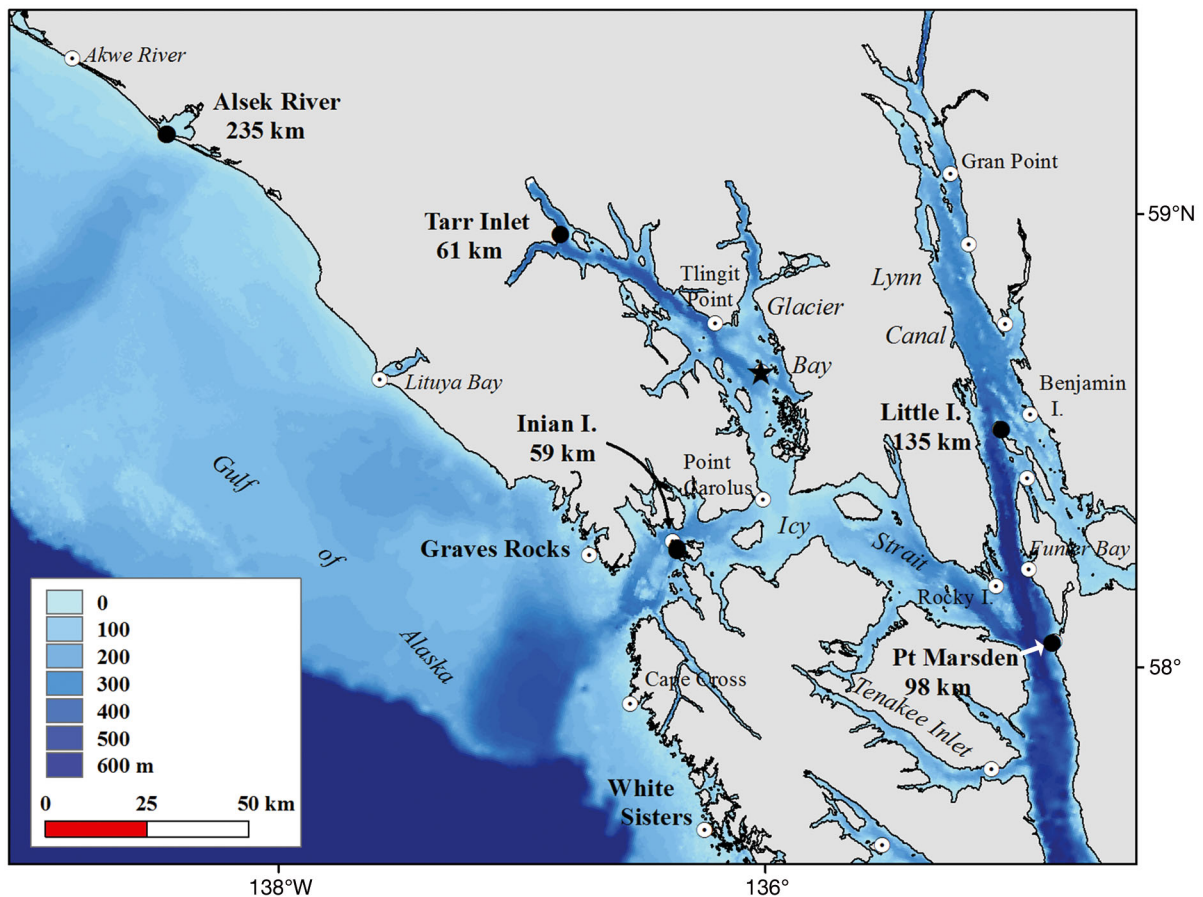 Akwe River
Alsek River
235 km
Gran Point
59°N
Tarr Inlet
61 km
Tlingit
Point
Glacier
Bay
Lynn
Canal
Lituya Bay
Benjamin
I.
Little I.
135 km
Inian I.
59 km
Point
Carolus
Icy
Strait
Gulf
of
Alaska
Graves Rocks
Funter Bay
Rocky I.
Pt Marsden
98 km
58°
Cape Cross
Tenakee Inlet
White
Sisters
0
100
200
300
400
500
600 m
0 25 50 km
138°W
136°